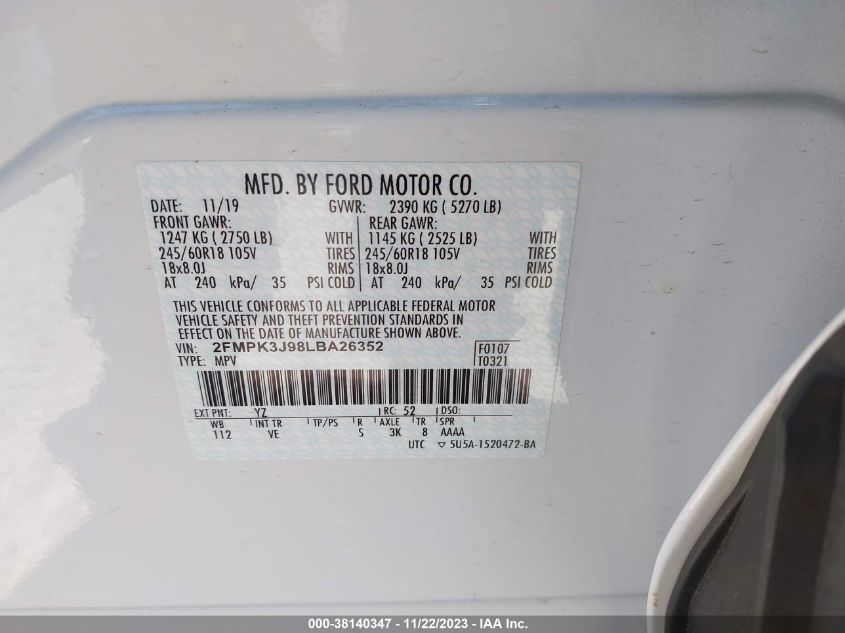 MFD. BY FORD MOTOR CO.
DATE: 11/19 GVWR: 2390 KG ( 5270 LB)
FRONT GAWR: REAR GAWR:
1247 KG ( 2750 LB) WITH 1145 KG ( 2525 LB) WITH
245/60R18 105V TIRES 245/60R18 105V TIRES
18x8.0J RIMS 18x8.0J RIMS
AT 240 kPa/ 35 PSI COLD AT 240 kPa/ 35 PSI COLD
THIS VEHICLE CONFORMS TO ALL APPLICABLE FEDERAL MOTOR
VEHICLE SAFETY AND THEFT PREVENTION STANDARDS IN
EFFECT ON THE DATE OF MANUFACTURE SHOWN ABOVE.
VIN: 2FMPK3J98LBA26352 F0107
TYPE: MPV T0321
EXT PNT: YZ RC: 52 DSO:
WB INT TR TP/PS R AXLE TR SPR
112 VE S 3K 8 AAAA
UTC ▽ 5U5A-1520472-BA
000-38140347 - 11/22/2023 - IAA Inc.